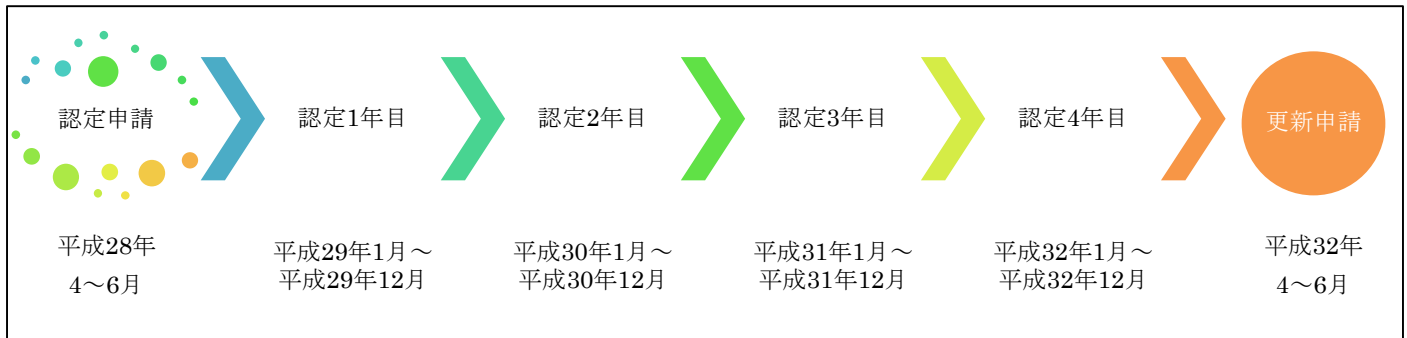 認定申請
認定1年目
認定2年目
認定3年目
認定4年目
更新申請
平成28年
4～6月
平成29年1月～
平成29年12月
平成30年1月～
平成30年12月
平成31年1月～
平成31年12月
平成32年1月～
平成32年12月
平成32年
4～6月